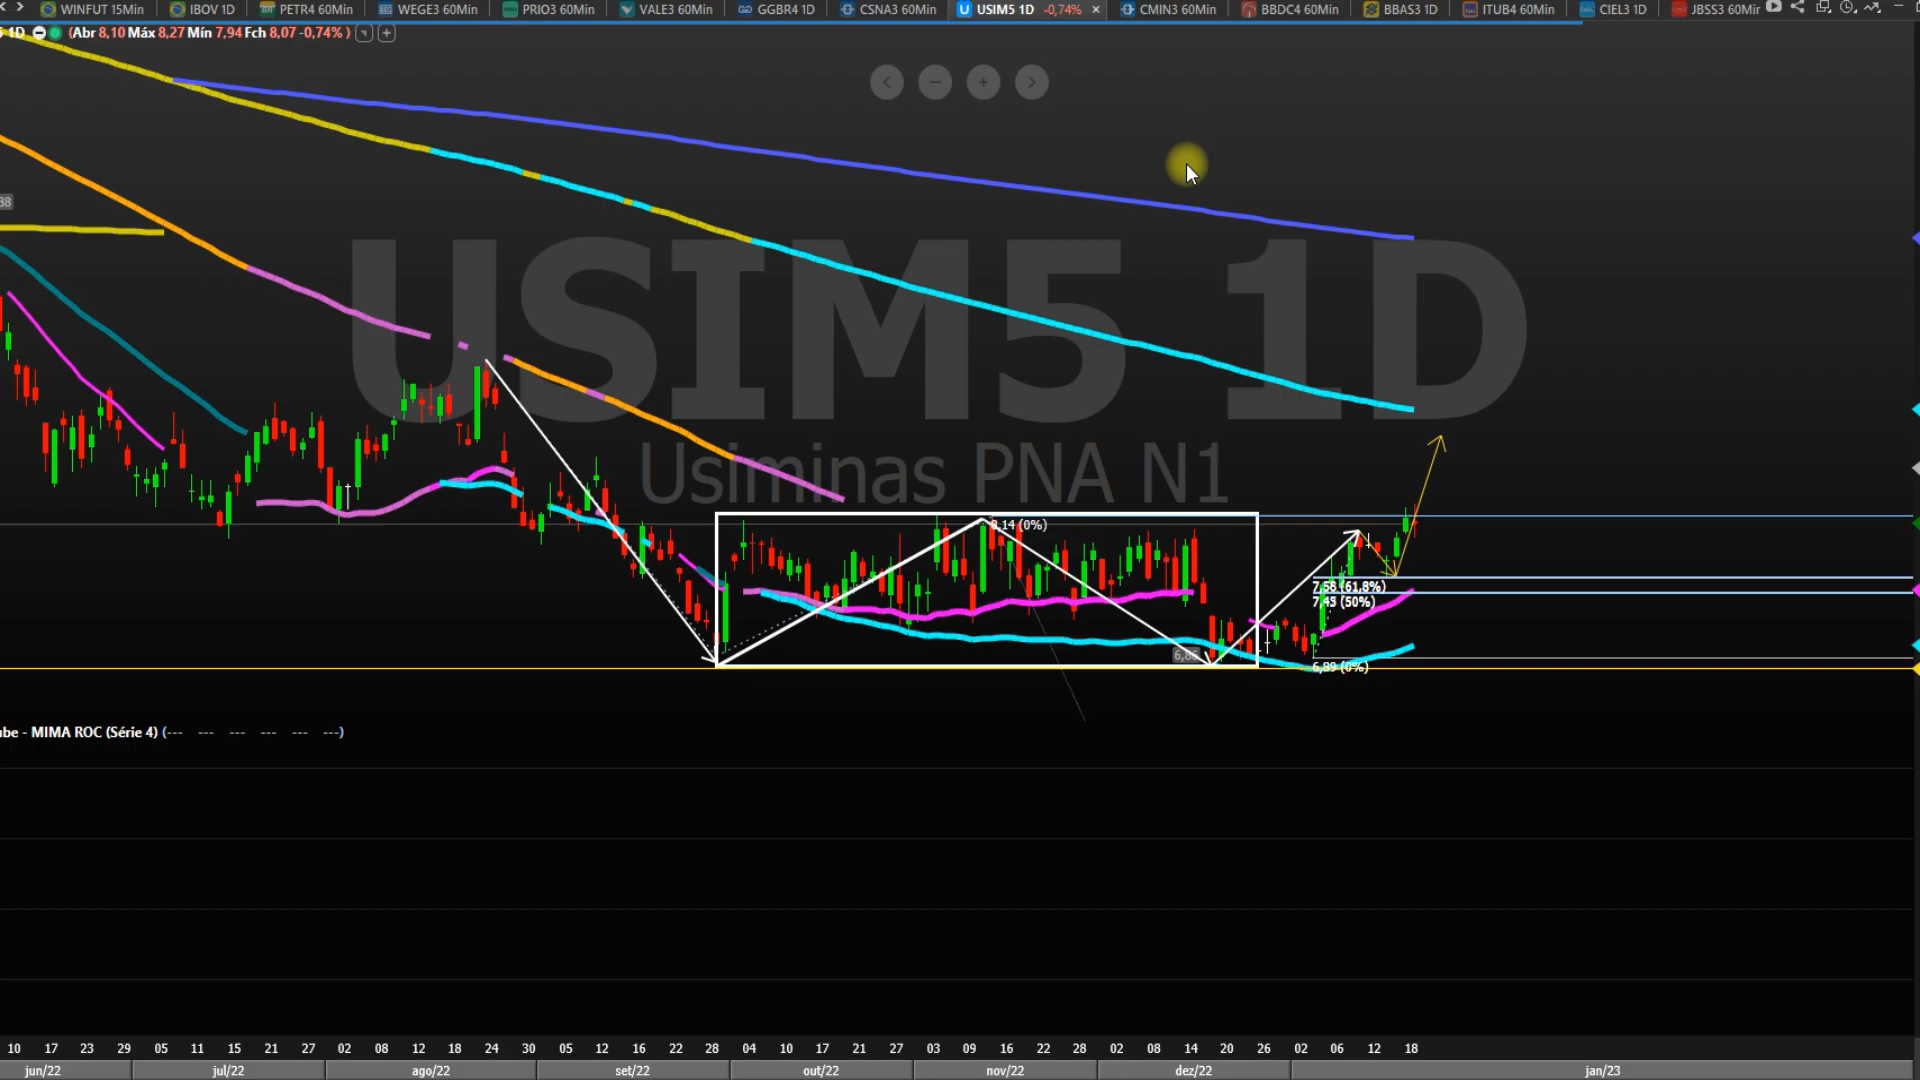 WINFUT 15Min IBOV 1D PETR4 60Min WEGE3 60Min PRIO3 60Min VALE3 60Min GGBR4 1D CSNA3 60Min USIM5 1D -0,74% CMIN3 60Min BBDC4 60Min BBAS3 1D ITUB4 60Min CIEL3 1D JBSS3 60Mir
1D (Abr 8,10 Máx 8,27 Mín 7,94 Fch 8,07 -0,74% )
38
USIM5 1D
Usiminas PNA N1
8,14 (0%)
7,58 (61,8%)
7,43 (50%)
6,86
6,89 (0%)
ube - MIMA ROC (Série 4) (--- --- --- --- --- ---)
10 17 23 29 05 11 15 21 27 02 08 12 18 24 30 05 12 16 22 28 04 10 17 21 27 03 09 16 22 28 02 08 14 20 26 02 06 12 18
jun/22 jul/22 ago/22 set/22 out/22 nov/22 dez/22 jan/23